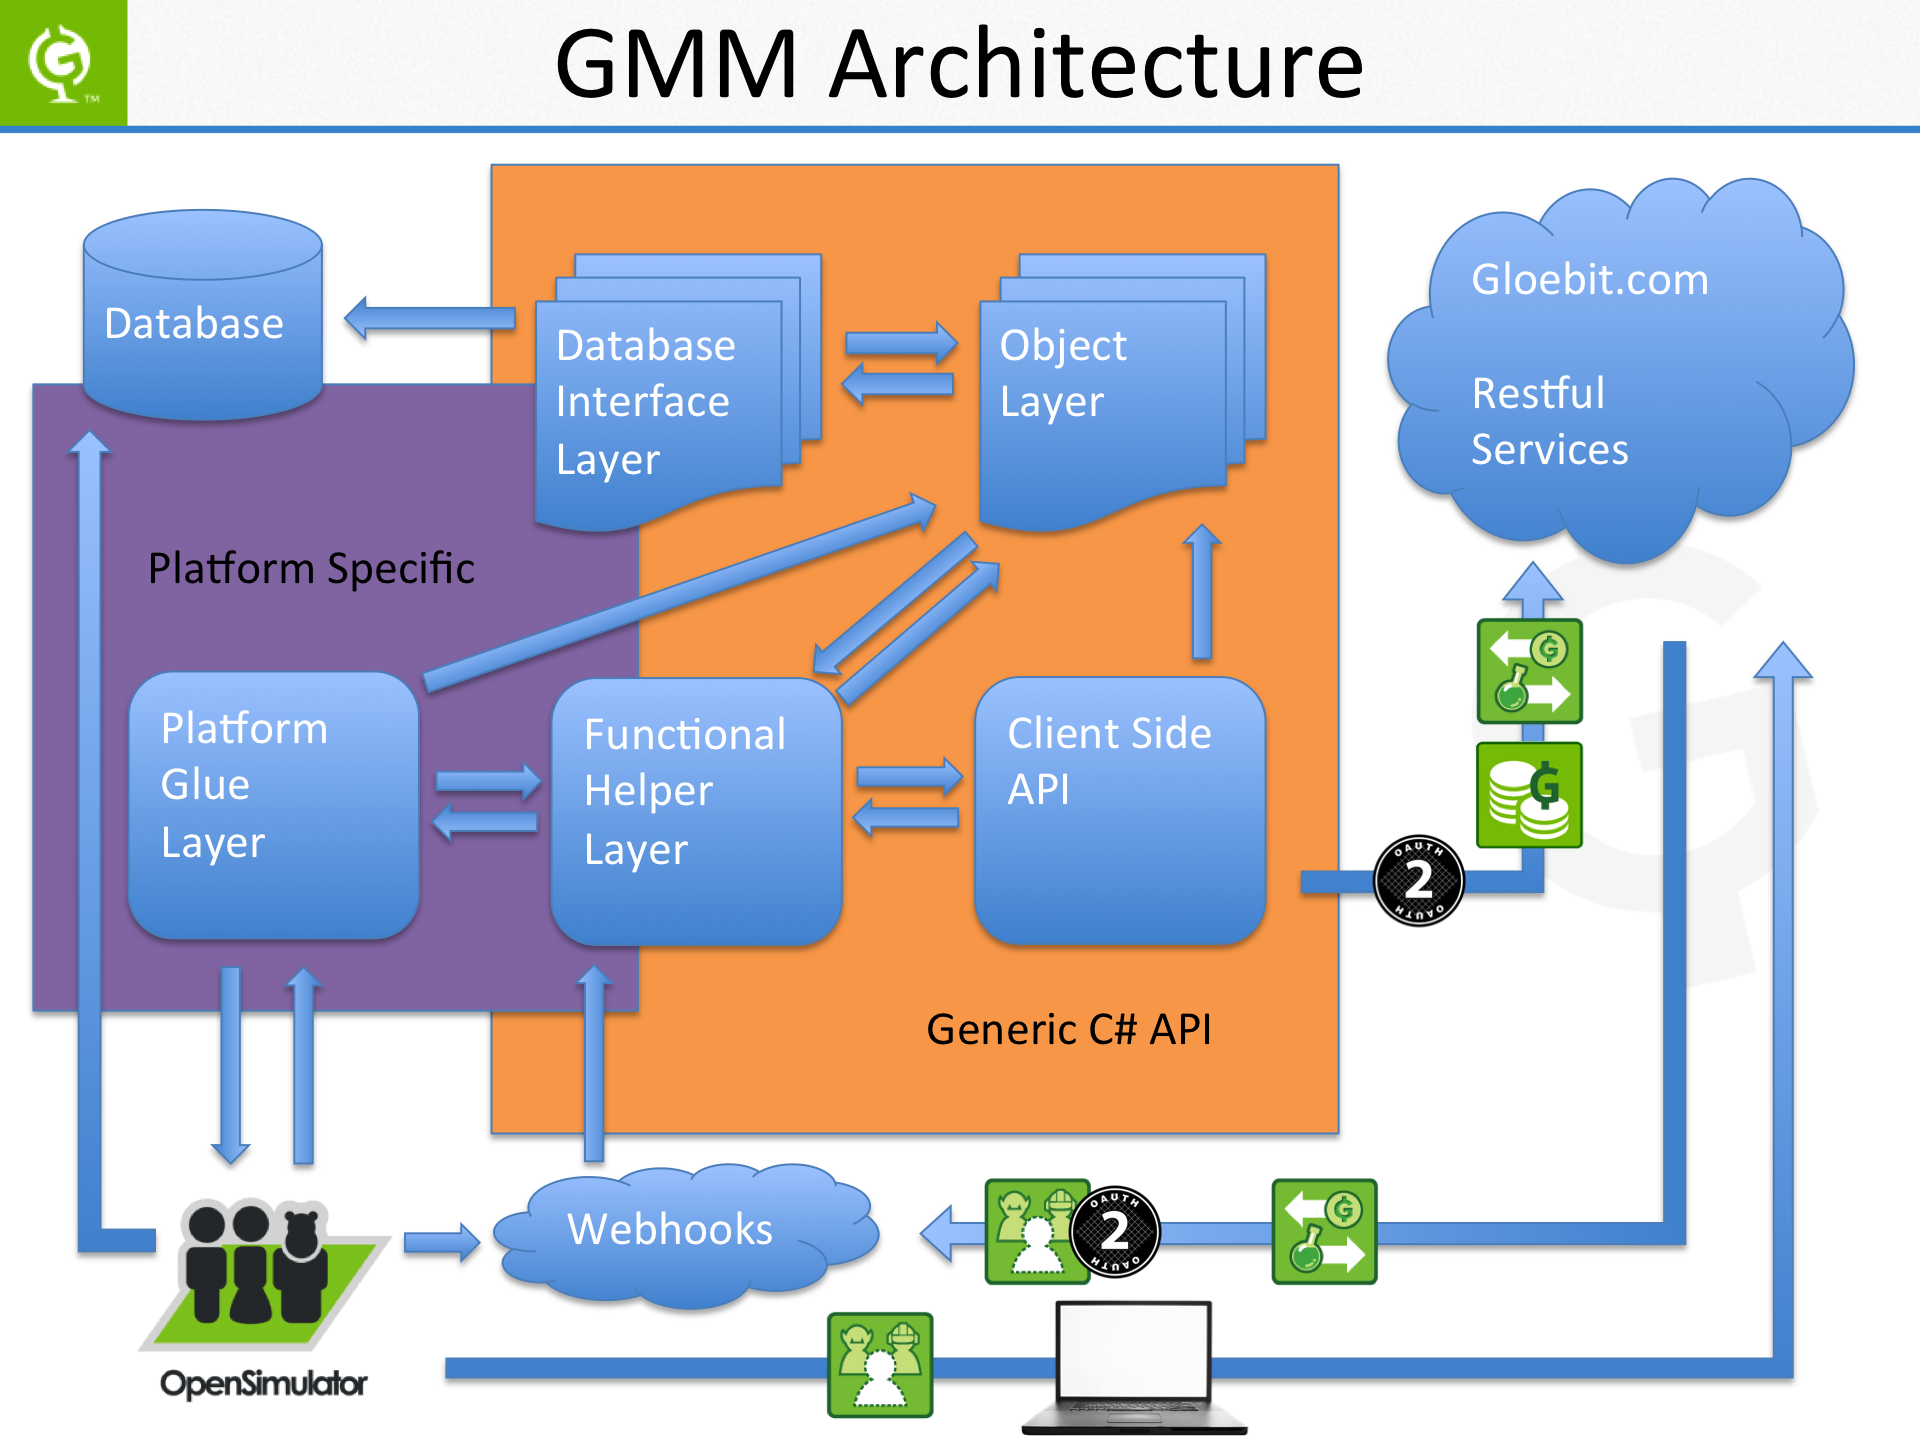 G
TM
GMM Architecture
Database
Database
Interface
Layer
Object
Layer
Gloebit.com
Restful
Services
Platform Specific
Platform
Glue
Layer
Functional
Helper
Layer
Client Side
API
G
G
OAUTH
2
OAUTH
Generic C# API
Webhooks
OAUTH
2
OAUTH
G
OpenSimulator